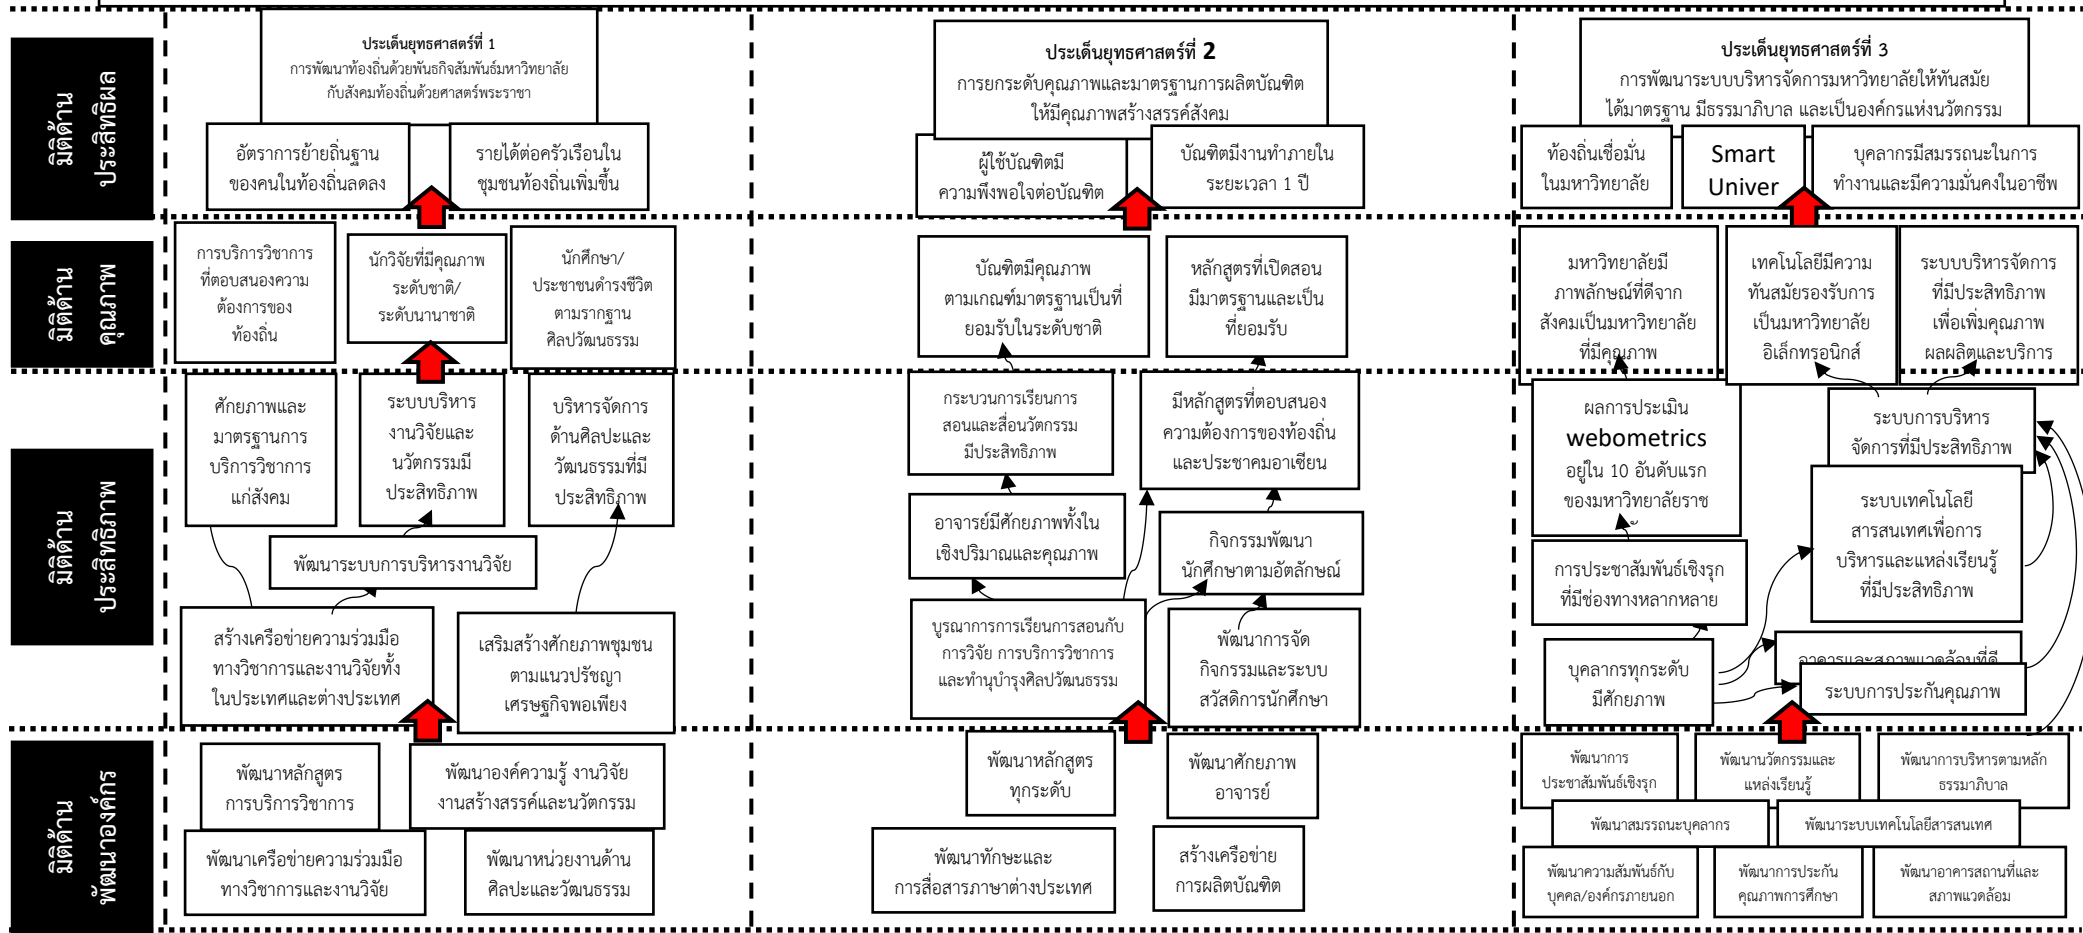 มิติด้าน
ประสิทธิผล
ประเด็นยุทธศาสตร์ที่ 1
การพัฒนาท้องถิ่นด้วยพันธกิจสัมพันธ์มหาวิทยาลัย
กับสังคมท้องถิ่นด้วยศาสตร์พระราชา
อัตราการย้ายถิ่นฐาน
ของคนในท้องถิ่นลดลง
รายได้ต่อครัวเรือนใน
ชุมชนท้องถิ่นเพิ่มขึ้น
ประเด็นยุทธศาสตร์ที่ 2
การยกระดับคุณภาพและมาตรฐานการผลิตบัณฑิต
ให้มีคุณภาพสร้างสรรค์สังคม
ผู้ใช้บัณฑิตมี
ความพึงพอใจต่อบัณฑิต
บัณฑิตมีงานทำภายใน
ระยะเวลา 1 ปี
ประเด็นยุทธศาสตร์ที่ 3
การพัฒนาระบบบริหารจัดการมหาวิทยาลัยให้ทันสมัย
ได้มาตรฐาน มีธรรมาภิบาล และเป็นองค์กรแห่งนวัตกรรม
ท้องถิ่นเชื่อมั่น
ในมหาวิทยาลัย
Smart
Univer
บุคลากรมีสมรรถนะในการ
ทำงานและมีความมั่นคงในอาชีพ
มิติด้าน
คุณภาพ
การบริการวิชาการ
ที่ตอบสนองความ
ต้องการของ
ท้องถิ่น
นักวิจัยที่มีคุณภาพ
ระดับชาติ/
ระดับนานาชาติ
นักศึกษา/
ประชาชนดำรงชีวิต
ตามรากฐาน
ศิลปวัฒนธรรม
บัณฑิตมีคุณภาพ
ตามเกณฑ์มาตรฐานเป็นที่
ยอมรับในระดับชาติ
หลักสูตรที่เปิดสอน
มีมาตรฐานและเป็น
ที่ยอมรับ
มหาวิทยาลัยมี
ภาพลักษณ์ที่ดีจาก
สังคมเป็นมหาวิทยาลัย
ที่มีคุณภาพ
เทคโนโลยีมีความ
ทันสมัยรองรับการ
เป็นมหาวิทยาลัย
อิเล็กทรอนิกส์
ระบบบริหารจัดการ
ที่มีประสิทธิภาพ
เพื่อเพิ่มคุณภาพ
ผลผลิตและบริการ
มิติด้าน
ประสิทธิภาพ
ศักยภาพและ
มาตรฐานการ
บริการวิชาการ
แก่สังคม
ระบบบริหาร
งานวิจัยและ
นวัตกรรมมี
ประสิทธิภาพ
บริหารจัดการ
ด้านศิลปะและ
วัฒนธรรมที่มี
ประสิทธิภาพ
พัฒนาระบบการบริหารงานวิจัย
สร้างเครือข่ายความร่วมมือ
ทางวิชาการและงานวิจัยทั้ง
ในประเทศและต่างประเทศ
เสริมสร้างศักยภาพชุมชน
ตามแนวปรัชญา
เศรษฐกิจพอเพียง
กระบวนการเรียนการ
สอนและสื่อนวัตกรรม
มีประสิทธิภาพ
มีหลักสูตรที่ตอบสนอง
ความต้องการของท้องถิ่น
และประชาคมอาเซียน
อาจารย์มีศักยภาพทั้งใน
เชิงปริมาณและคุณภาพ
กิจกรรมพัฒนา
นักศึกษาตามอัตลักษณ์
บูรณาการการเรียนการสอนกับ
การวิจัย การบริการวิชาการ
และทำนุบำรุงศิลปวัฒนธรรม
พัฒนาการจัด
กิจกรรมและระบบ
สวัสดิการนักศึกษา
ผลการประเมิน
webometrics
อยู่ใน 10 อันดับแรก
ของมหาวิทยาลัยราช
ระบบการบริหาร
จัดการที่มีประสิทธิภาพ
ระบบเทคโนโลยี
สารสนเทศเพื่อการ
บริหารและแหล่งเรียนรู้
ที่มีประสิทธิภาพ
การประชาสัมพันธ์เชิงรุก
ที่มีช่องทางหลากหลาย
บุคลากรทุกระดับ
มีศักยภาพ
อาคารและสภาพแวดล้อมที่ดี
ระบบการประกันคุณภาพ
มิติด้าน
พัฒนาองค์กร
พัฒนาหลักสูตร
การบริการวิชาการ
พัฒนาองค์ความรู้ งานวิจัย
งานสร้างสรรค์และนวัตกรรม
พัฒนาเครือข่ายความร่วมมือ
ทางวิชาการและงานวิจัย
พัฒนาหน่วยงานด้าน
ศิลปะและวัฒนธรรม
พัฒนาหลักสูตร
ทุกระดับ
พัฒนาศักยภาพ
อาจารย์
พัฒนาทักษะและ
การสื่อสารภาษาต่างประเทศ
สร้างเครือข่าย
การผลิตบัณฑิต
พัฒนาการ
ประชาสัมพันธ์เชิงรุก
พัฒนานวัตกรรมและ
แหล่งเรียนรู้
พัฒนาการบริหารตามหลัก
ธรรมาภิบาล
พัฒนาสมรรถนะบุคลากร
พัฒนาระบบเทคโนโลยีสารสนเทศ
พัฒนาความสัมพันธ์กับ
บุคคล/องค์กรภายนอก
พัฒนาการประกัน
คุณภาพการศึกษา
พัฒนาอาคารสถานที่และ
สภาพแวดล้อม